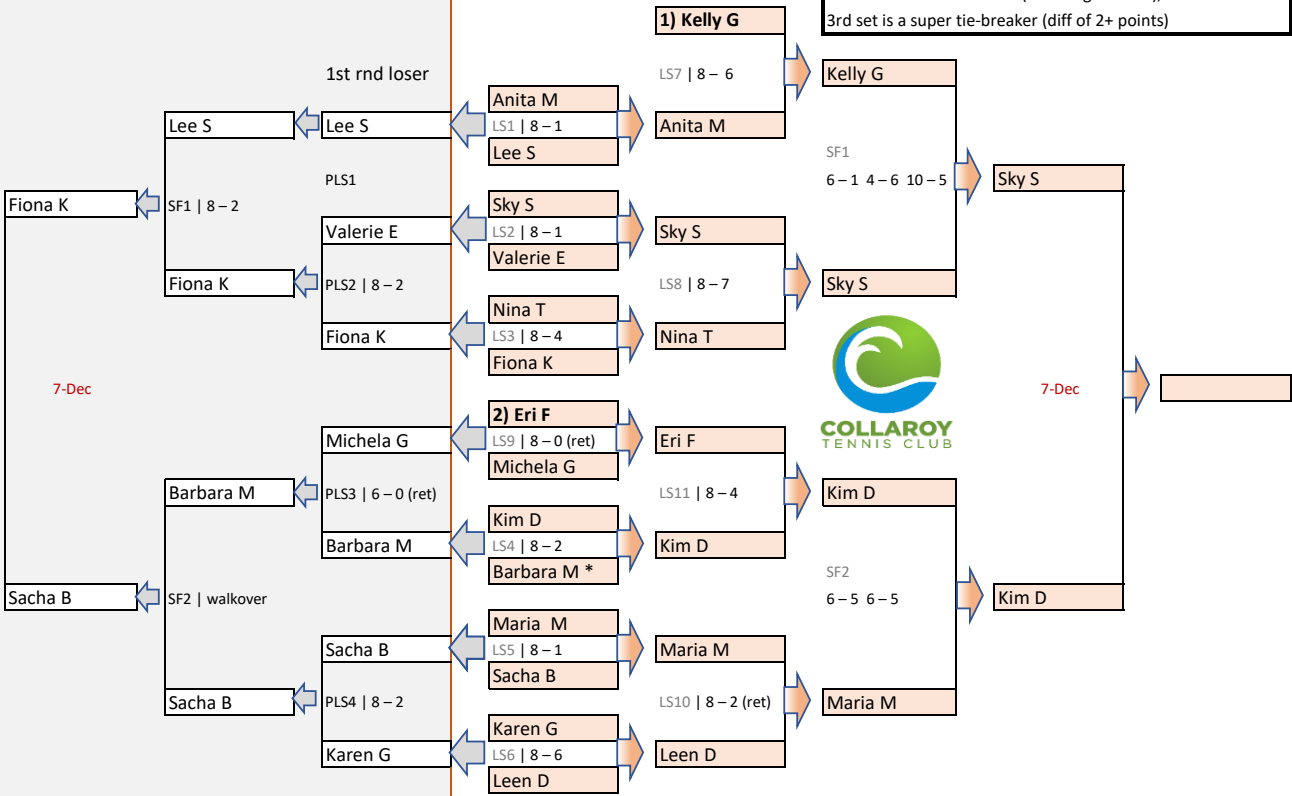 1) Kelly G
3rd set is a super tie-breaker (diff of 2+ points)
1st rnd loser
LS7 | 8 – 6
Kelly G
Anita M
Lee S
Lee S
LS1 | 8 – 1
Anita M
Lee S
SF1
PLS1
6 – 1 4 – 6 10 – 5
Sky S
Fiona K
SF1 | 8 – 2
Sky S
Valerie E
LS2 | 8 – 1
Sky S
Valerie E
Fiona K
PLS2 | 8 – 2
LS8 | 8 – 7
Sky S
Nina T
Fiona K
LS3 | 8 – 4
Nina T
Fiona K
7-Dec
7-Dec
COLLAROY
TENNIS CLUB
2) Eri F
Michela G
LS9 | 8 – 0 (ret)
Eri F
Michela G
Barbara M
PLS3 | 6 – 0 (ret)
LS11 | 8 – 4
Kim D
Kim D
Barbara M
LS4 | 8 – 2
Kim D
Barbara M *
SF2
Sacha B
SF2 | walkover
6 – 5 6 – 5
Kim D
Maria M
Sacha B
LS5 | 8 – 1
Maria M
Sacha B
Sacha B
PLS4 | 8 – 2
LS10 | 8 – 2 (ret)
Maria M
Karen G
Karen G
LS6 | 8 – 6
Leen D
Leen D